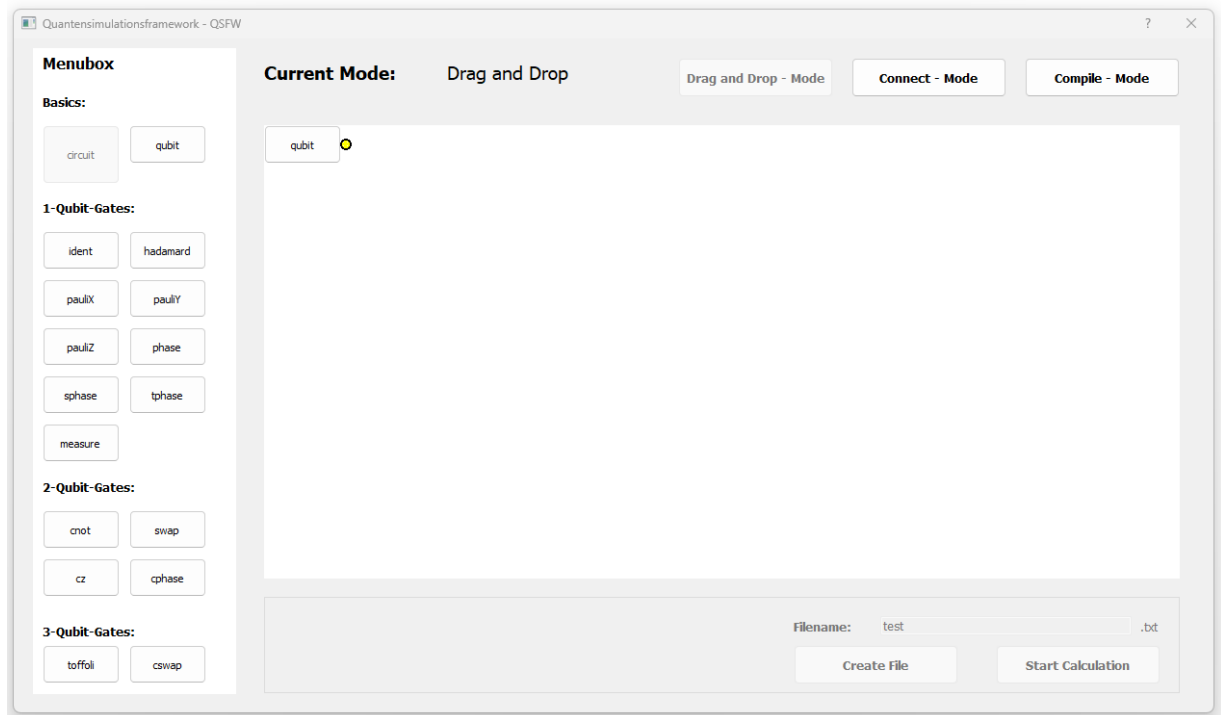 Quantensimulationsframework - QSFW
?
Menubox
Current Mode: Drag and Drop
Drag and Drop - Mode
Connect - Mode
Compile - Mode
Basics:
circuit qubit
qubit
1-Qubit-Gates:
ident hadamard
pauliX pauliY
pauliZ phase
sphase tphase
measure
2-Qubit-Gates:
cnot swap
cz cphase
3-Qubit-Gates:
toffoli cswap
Filename: test .txt
Create File Start Calculation